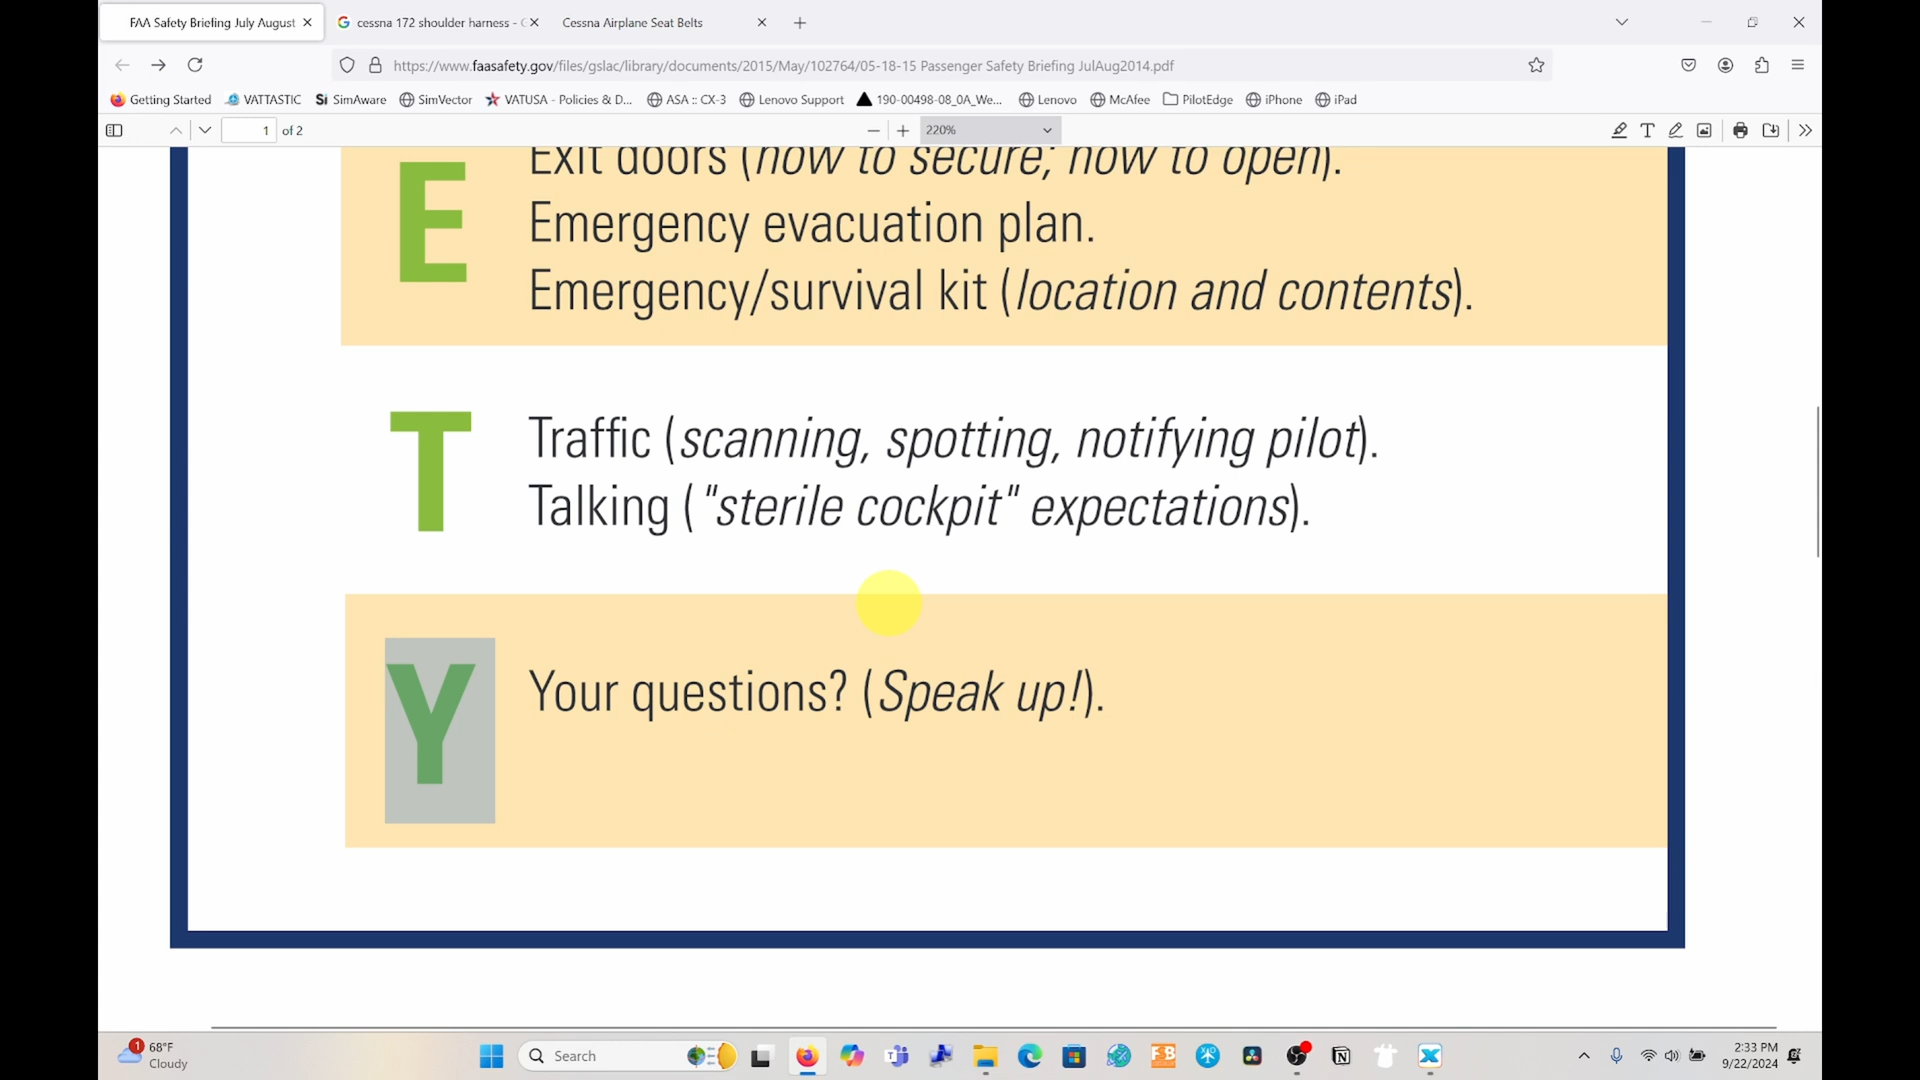 FAA Safety Briefing July August
cessna 172 shoulder harness -
Cessna Airplane Seat Belts
https://www.faasafety.gov/files/gslac/library/documents/2015/May/102764/05-18-15 Passenger Safety Briefing JulAug2014.pdf
Getting Started
VATTASTIC
Si SimAware
SimVector
VATUSA - Policies & D...
ASA :: CX-3
Lenovo Support
190-00498-08_0A_We...
Lenovo
McAfee
PilotEdge
iPhone
iPad
1 of 2
220%
E
Exit doors (how to secure; how to open).
Emergency evacuation plan.
Emergency/survival kit (location and contents).
T
Traffic (scanning, spotting, notifying pilot).
Talking ("sterile cockpit" expectations).
Y
Your questions? (Speak up!).
1
68°F
Cloudy
Search
2:33 PM
9/22/2024